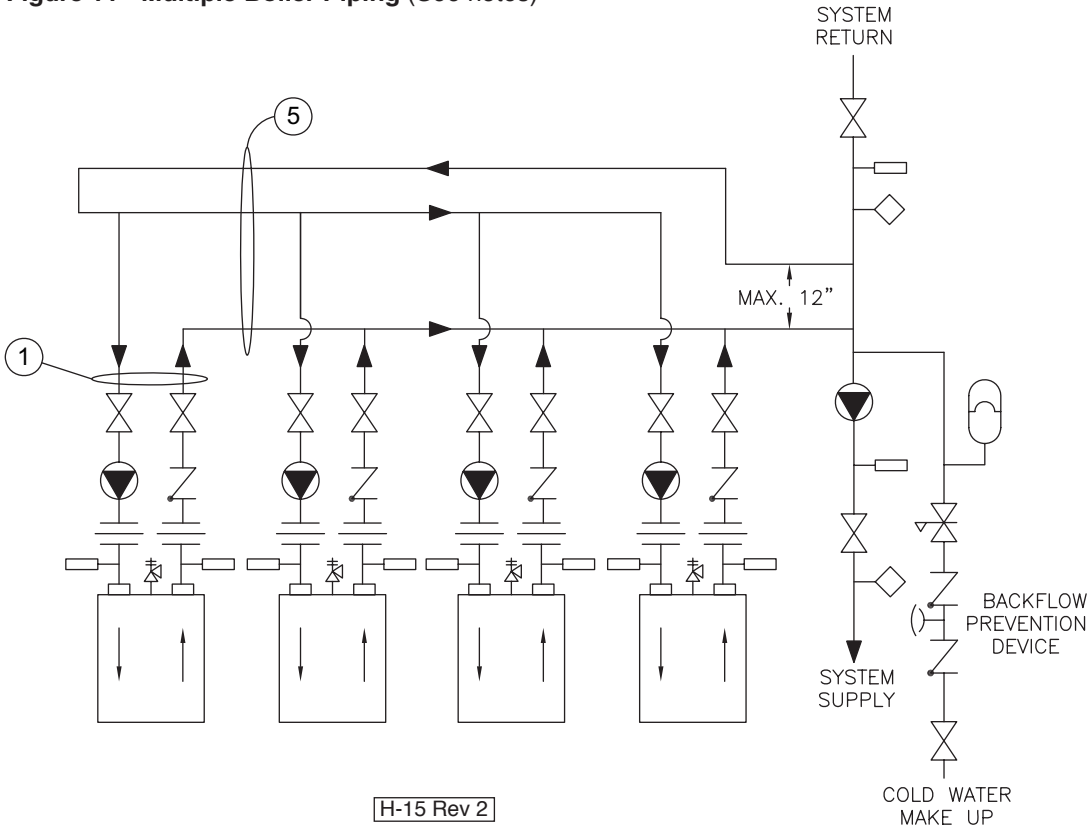 Figure - Multiple Boiler Piping (See notes)
SYSTEM
RETURN
5
MAX. 12”
1
BACKFLOW
PREVENTION
DEVICE
SYSTEM
SUPPLY
H-15 Rev 2
COLD WATER
MAKE UP